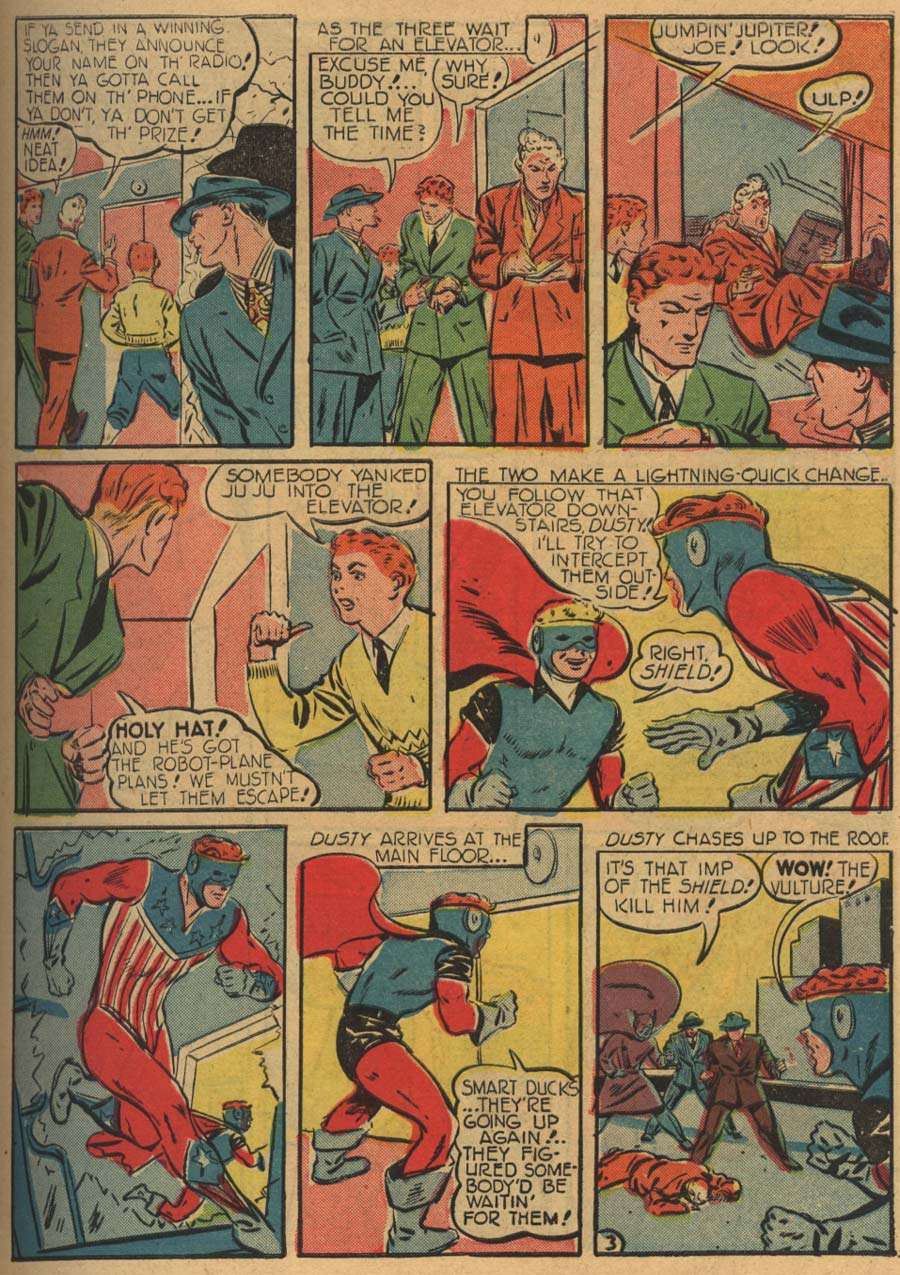 IF YA SEND IN A WINNING
SLOGAN, THEY ANNOUNCE
YOUR NAME ON TH' RADIO!
THEN YA GOTTA CALL
THEM ON TH' PHONE...IF
YA DON'T, YA DON'T GET
TH' PRIZE!
HMM!
NEAT
IDEA!
AS THE THREE WAIT
FOR AN ELEVATOR...
EXCUSE ME
BUDDY!....
COULD YOU
TELL ME
THE TIME?
WHY
SURE!
JUMPIN' JUPITER!
JOE! LOOK!
ULP!
SOMEBODY YANKED
JU JU INTO THE
ELEVATOR!
HOLY HAT!
AND HE'S GOT
THE ROBOT-PLANE
PLANS! WE MUSTN'T
LET THEM ESCAPE!
THE TWO MAKE A LIGHTNING-QUICK CHANGE..
YOU FOLLOW THAT
ELEVATOR DOWN-
STAIRS, DUSTY!
I'LL TRY TO
INTERCEPT
THEM OUT-
SIDE!
RIGHT,
SHIELD!
DUSTY ARRIVES AT THE
MAIN FLOOR...
SMART DUCKS
...THEY'RE
GOING UP
AGAIN!..
THEY FIG-
URED SOME-
BODY'D BE
WAITIN'
FOR THEM!
DUSTY CHASES UP TO THE ROOF.
IT'S THAT IMP
OF THE SHIELD!
KILL HIM!
WOW! THE
VULTURE!
3